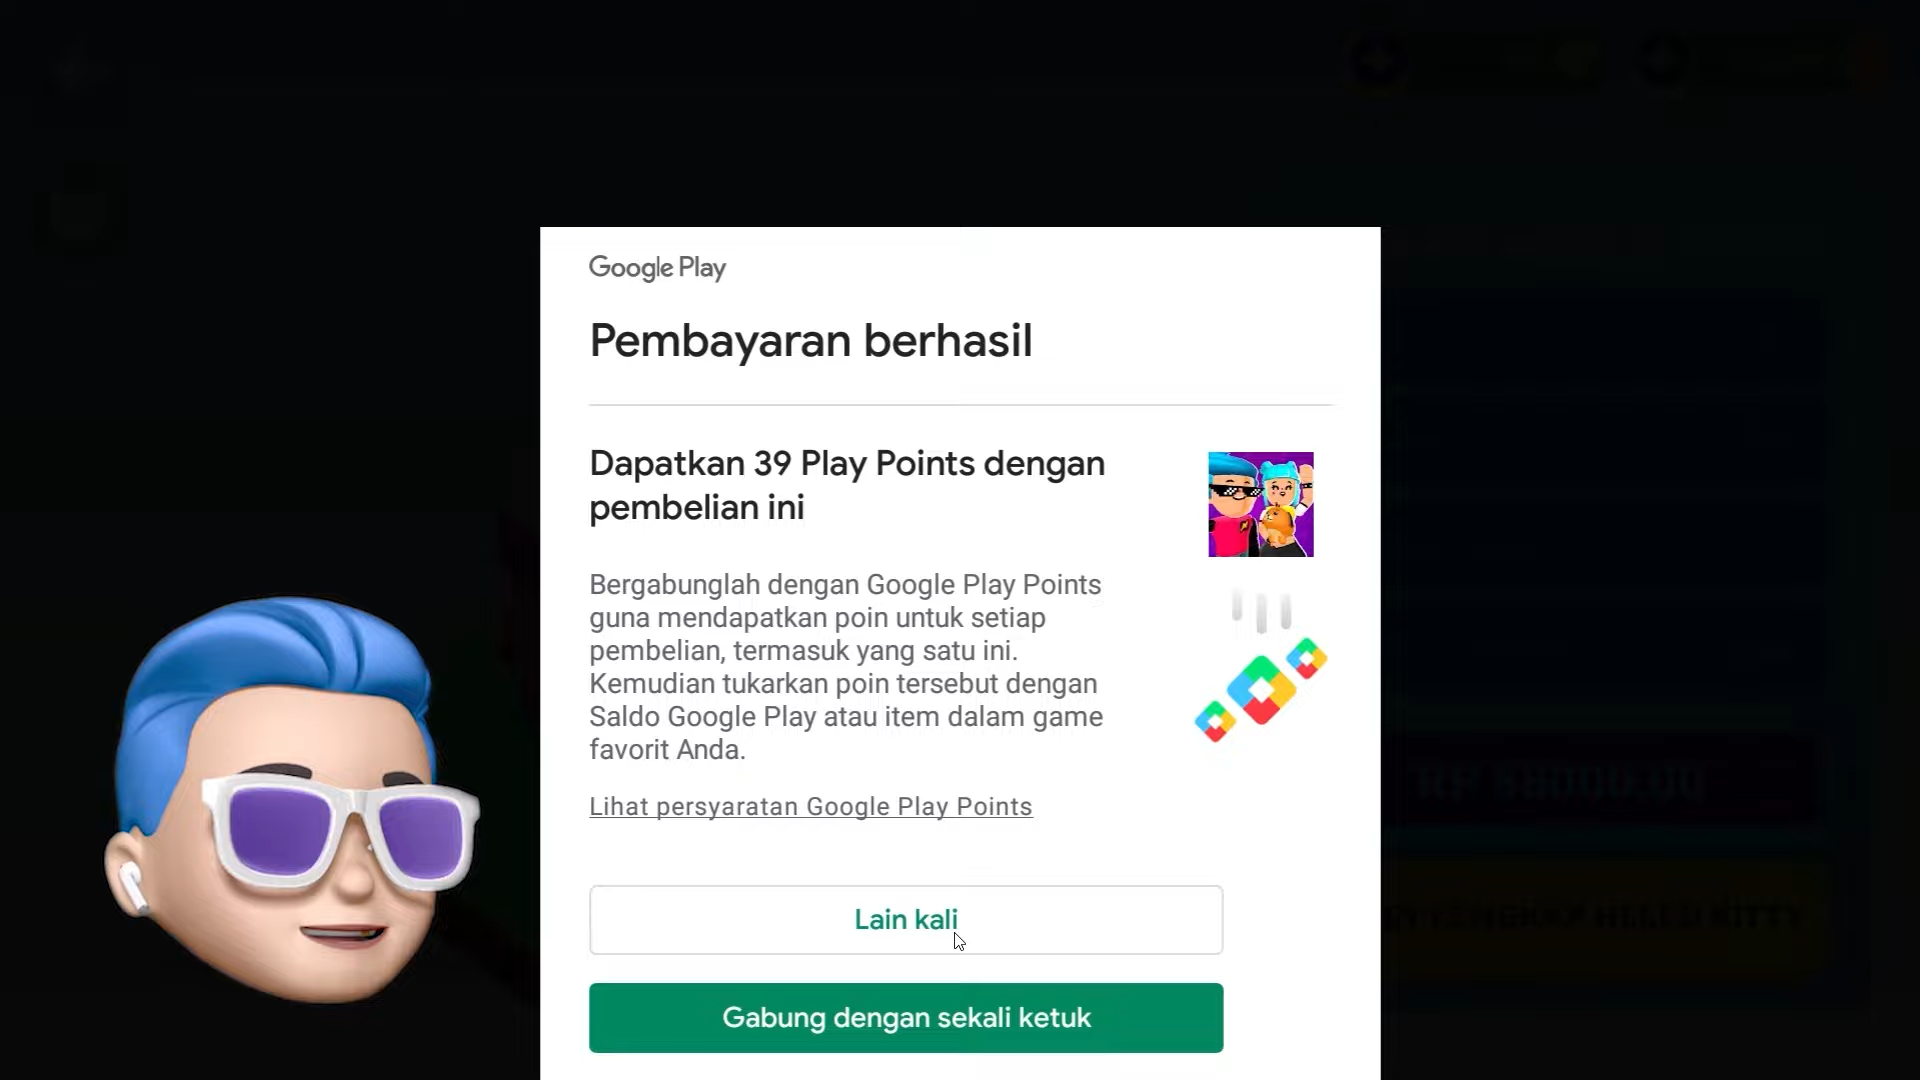 Google Play
Pembayaran berhasil
Dapatkan 39 Play Points dengan
pembelian ini
Bergabunglah dengan Google Play Points
guna mendapatkan poin untuk setiap
pembelian, termasuk yang satu ini.
Kemudian tukarkan poin tersebut dengan
Saldo Google Play atau item dalam game
favorit Anda.
Lihat persyaratan Google Play Points
Lain kali
Gabung dengan sekali ketuk
HELLO KITTY